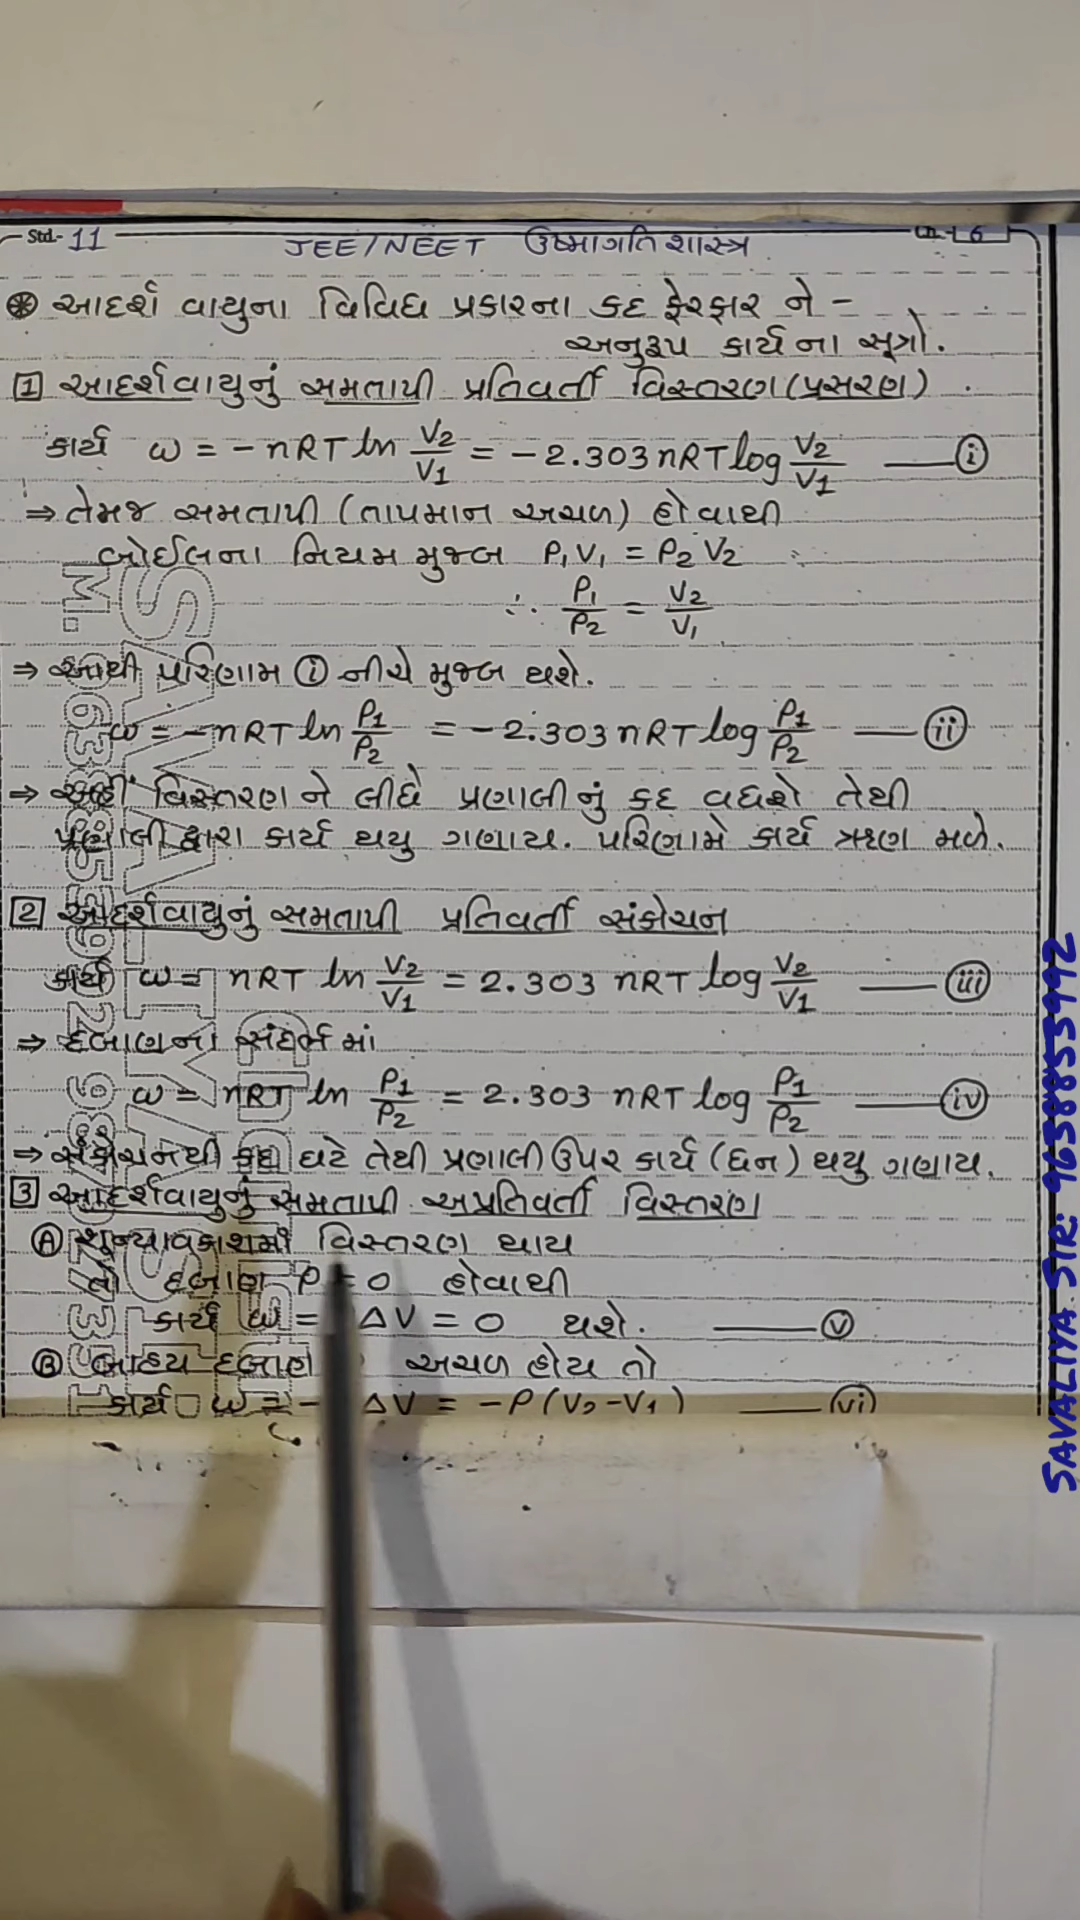 Std.- 11
JEE/NEET ઉષ્માગતિશાસ્ત્ર
Ch-6
આદર્શ વાયુના વિવિધ પ્રકારના કદ ફેરફાર ને -
અનુરૂપ કાર્ય ના સૂત્રો.
1 આદર્શવાયુનું સમતાપી પ્રતિવર્તી વિસ્તરણ (પ્રસરણ)
કાર્ય ω = - nRT ln V2/V1 = - 2.303 nRT log V2/V1 — i
⇒ તેમજ સમતાપી (તાપમાન અચળ) હોવાથી
બોઈલના નિયમ મુજબ P1V1 = P2V2
∴ P1/P2 = V2/V1
⇒ આથી પરિણામ i નીચે મુજબ થશે.
ω = - nRT ln P1/P2 = - 2.303 nRT log P1/P2 — ii
⇒ અહીં વિસ્તરણ ને લીધે પ્રણાલી નું કદ વધશે તેથી
પ્રણાલી દ્વારા કાર્ય થયુ ગણાય. પરિણામે કાર્ય ઋણ મળે.
2 આદર્શવાયુનું સમતાપી પ્રતિવર્તી સંકોચન
કાર્ય ω = nRT ln V2/V1 = 2.303 nRT log V2/V1 — iii
⇒ દબાણના સંદર્ભ માં
ω = nRT ln P1/P2 = 2.303 nRT log P1/P2 — iv
⇒ સંકોચનથી કદ ઘટે તેથી પ્રણાલી ઉપર કાર્ય (ધન) થયુ ગણાય.
3 આદર્શવાયુનું સમતાપી અપ્રતિવર્તી વિસ્તરણ
A શૂન્યાવકાશમાં વિસ્તરણ થાય
તો દબાણ P = 0 હોવાથી
કાર્ય ω = ΔV = 0 થશે. — v
B બાહ્ય દબાણ અચળ હોય તો
કાર્ય ω = - ΔV = - P (V2 - V1) — vi
SAVALIYA SIR: 9638855992